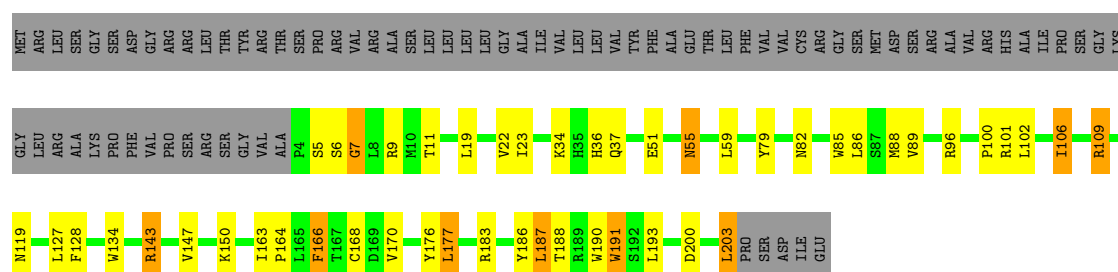 MET ARG LEU SER GLY SER ASP GLY ARG ARG LEU THR TYR ARG THR SER PRO ARG VAL ARG ALA SER LEU LEU LEU LEU GLY ALA ILE VAL LEU LEU VAL TYR PHE ALA GLU THR LEU PHE VAL VAL CYS ARG GLY SER MET ASP SER ARG ALA VAL ARG HIS ALA ILE PRO SER GLY LYS
GLY LEU ARG ALA LYS PRO PHE VAL PRO SER ARG SER GLY VAL ALA P4 S5 S6 G7 L8 R9 M10 T11 L19 V22 I23 K34 H35 H36 Q37 E51 N55 L59 Y79 N82 W85 L86 S87 M88 V89 R96 P100 R101 L102 I106 R109
N119 L127 F128 W134 R143 V147 K150 I163 P164 L165 F166 T167 C168 D169 V170 Y176 L177 R183 Y186 L187 T188 R189 W190 W191 S192 L193 D200 L203 PRO SER ASP ILE GLU